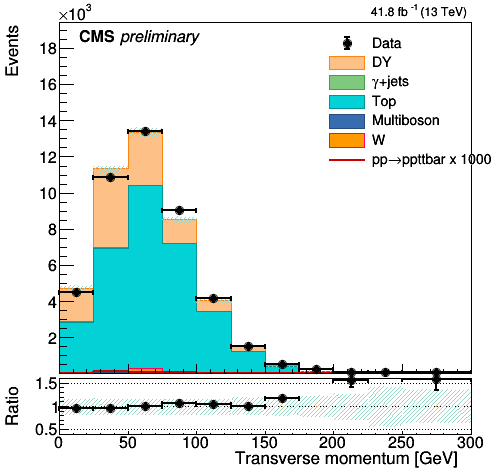 ×10³
41.8 fb⁻¹ (13 TeV)
CMS preliminary
Events
Data
DY
γ+jets
Top
Multiboson
W
pp→ppttbar x 1000
18
16
14
12
10
8
6
4
2
Ratio
1.5
1
0.5
0 50 100 150 200 250 300
Transverse momentum [GeV]